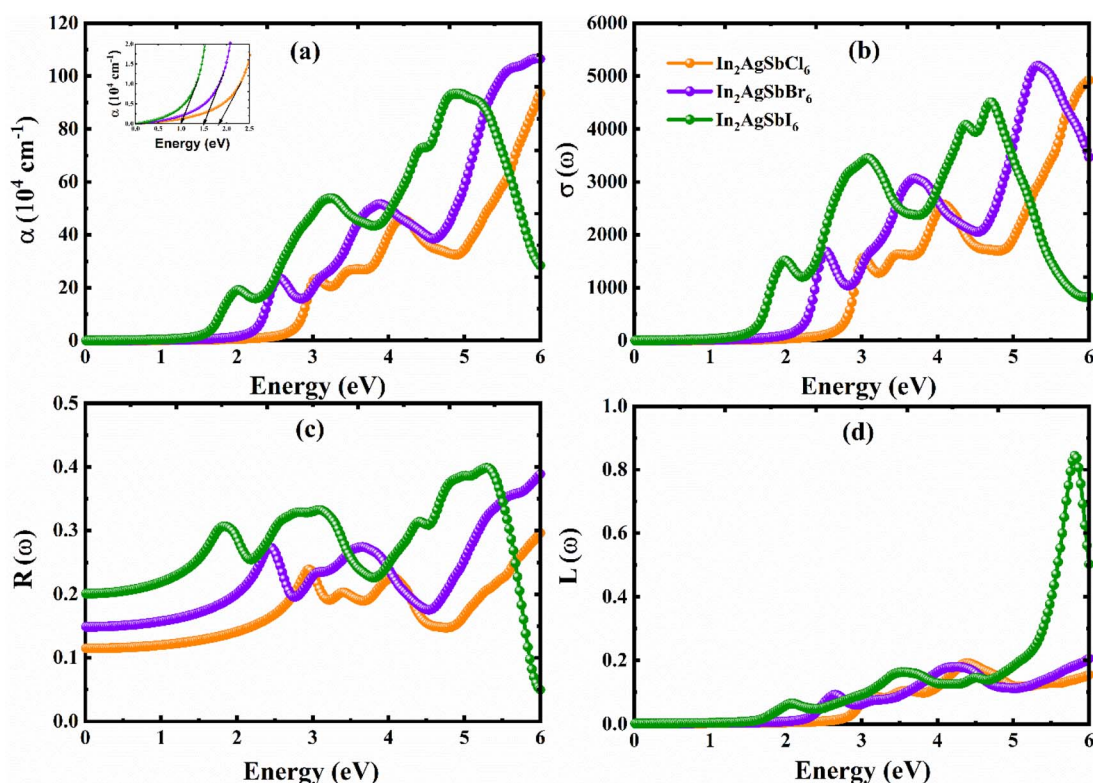 120
100
80
60
40
20
0
α (10⁴ cm⁻¹)
(a)
2.0
1.5
1.0
0.5
0.0
α (10⁴ cm⁻¹)
0.0 0.5 1.0 1.5 2.0 2.5
Energy (eV)
0 1 2 3 4 5 6
Energy (eV)
6000
5000
4000
3000
2000
1000
0
σ (ω)
(b)
In₂AgSbCl₆
In₂AgSbBr₆
In₂AgSbI₆
0 1 2 3 4 5 6
Energy (eV)
0.5
0.4
0.3
0.2
0.1
0.0
R (ω)
(c)
0 1 2 3 4 5 6
Energy (eV)
1.0
0.8
0.6
0.4
0.2
0.0
L (ω)
(d)
0 1 2 3 4 5 6
Energy (eV)